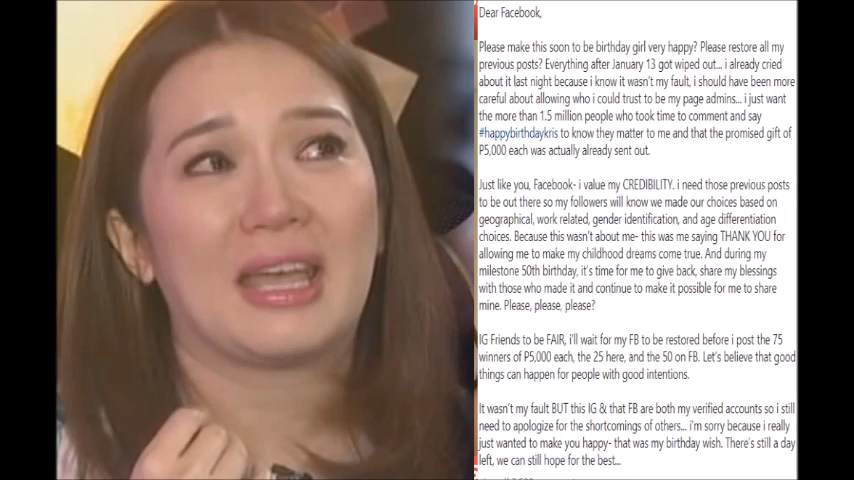 Dear Facebook,
Please make this soon to be birthday girl very happy? Please restore all my
previous posts? Everything after January 13 got wiped out... i already cried
about it last night because i know it wasn't my fault, i should have been more
careful about allowing who i could trust to be my page admins... i just want
the more than 1.5 million people who took time to comment and say
#happybirthdaykris to know they matter to me and that the promised gift of
P5,000 each was actually already sent out.
Just like you, Facebook- i value my CREDIBILITY. i need those previous posts
to be out there so my followers will know we made our choices based on
geographical, work related, gender identification, and age differentiation
choices. Because this wasn't about me- this was me saying THANK YOU for
allowing me to make my childhood dreams come true. And during my
milestone 50th birthday, it's time for me to give back, share my blessings
with those who made it and continue to make it possible for me to share
mine. Please, please, please?
IG Friends to be FAIR, i'll wait for my FB to be restored before i post the 75
winners of P5,000 each, the 25 here, and the 50 on FB. Let's believe that good
things can happen for people with good intentions.
It wasn't my fault BUT this IG & that FB are both my verified accounts so i still
need to apologize for the shortcomings of others... i'm sorry because i really
just wanted to make you happy- that was my birthday wish. There's still a day
left, we can still hope for the best...